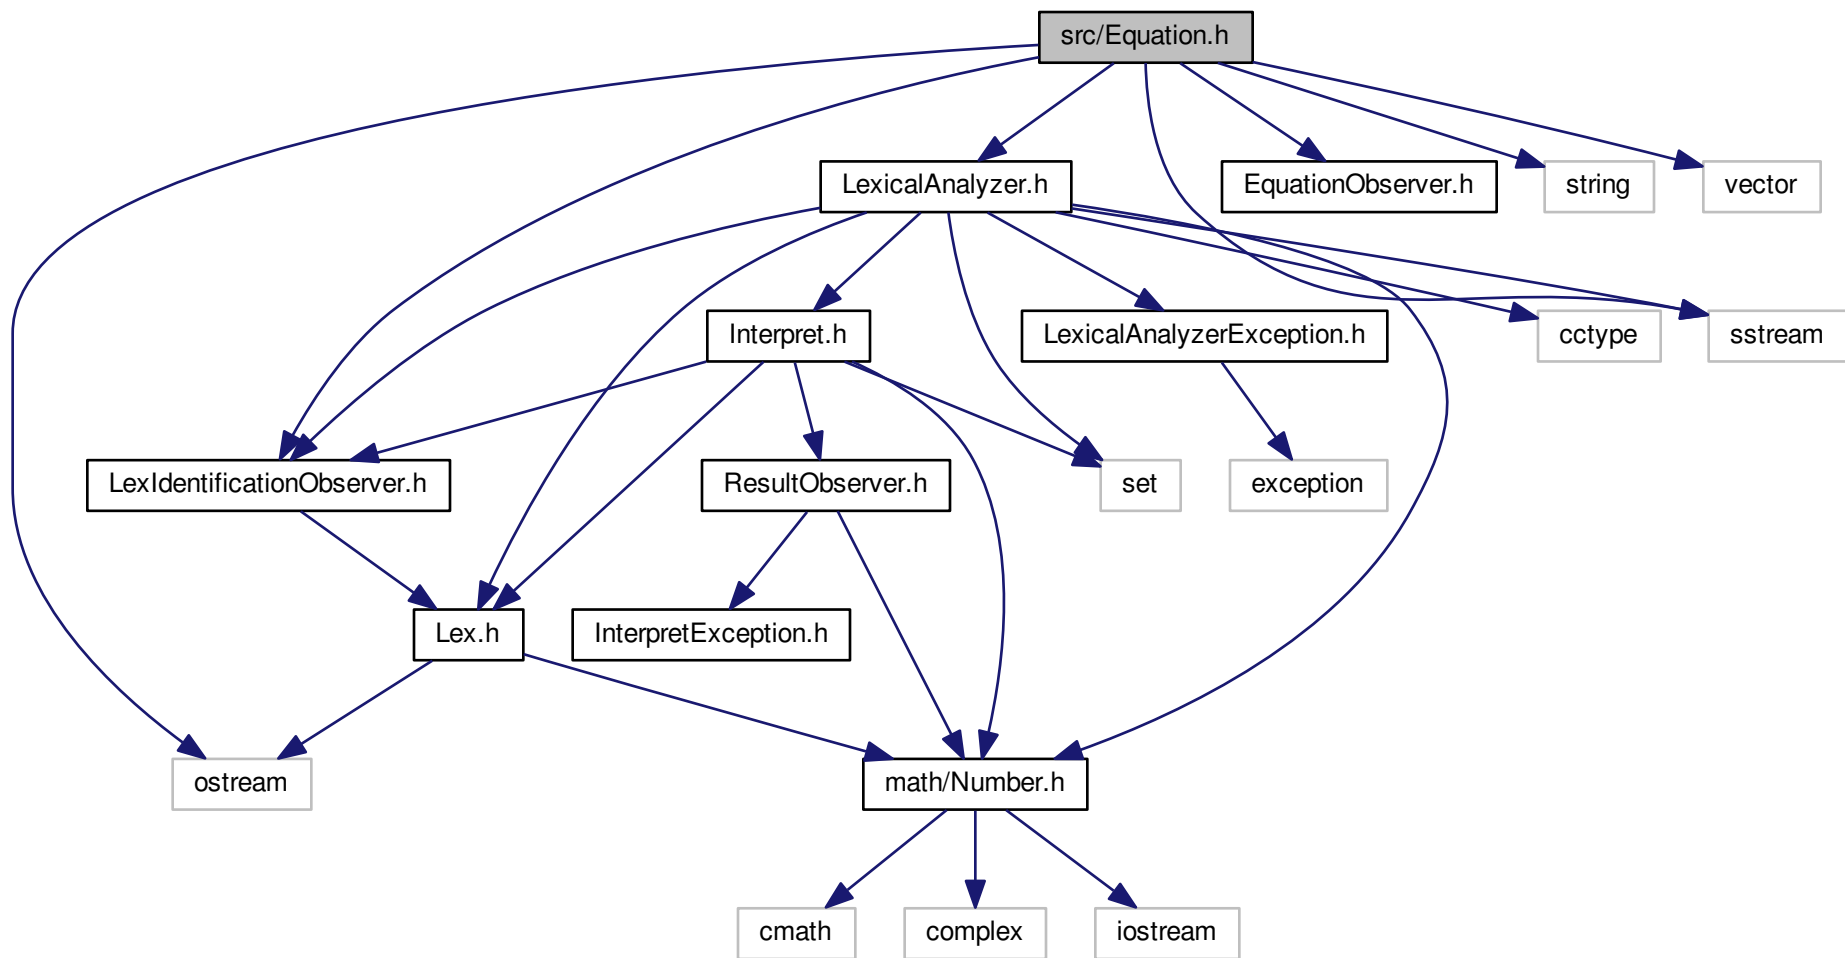 src/Equation.h
LexicalAnalyzer.h
EquationObserver.h
string
vector
Interpret.h
LexicalAnalyzerException.h
cctype
sstream
LexIdentificationObserver.h
ResultObserver.h
set
exception
Lex.h
InterpretException.h
ostream
math/Number.h
cmath
complex
iostream